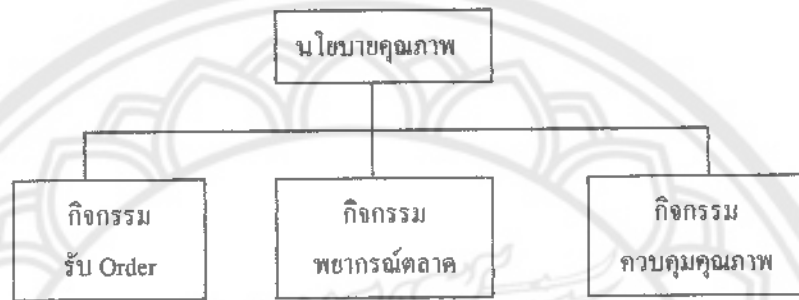 นโยบายคุณภาพ
กิจกรรม
รับ Order
กิจกรรม
พยากรณ์ตลาด
กิจกรรม
ควบคุมคุณภาพ